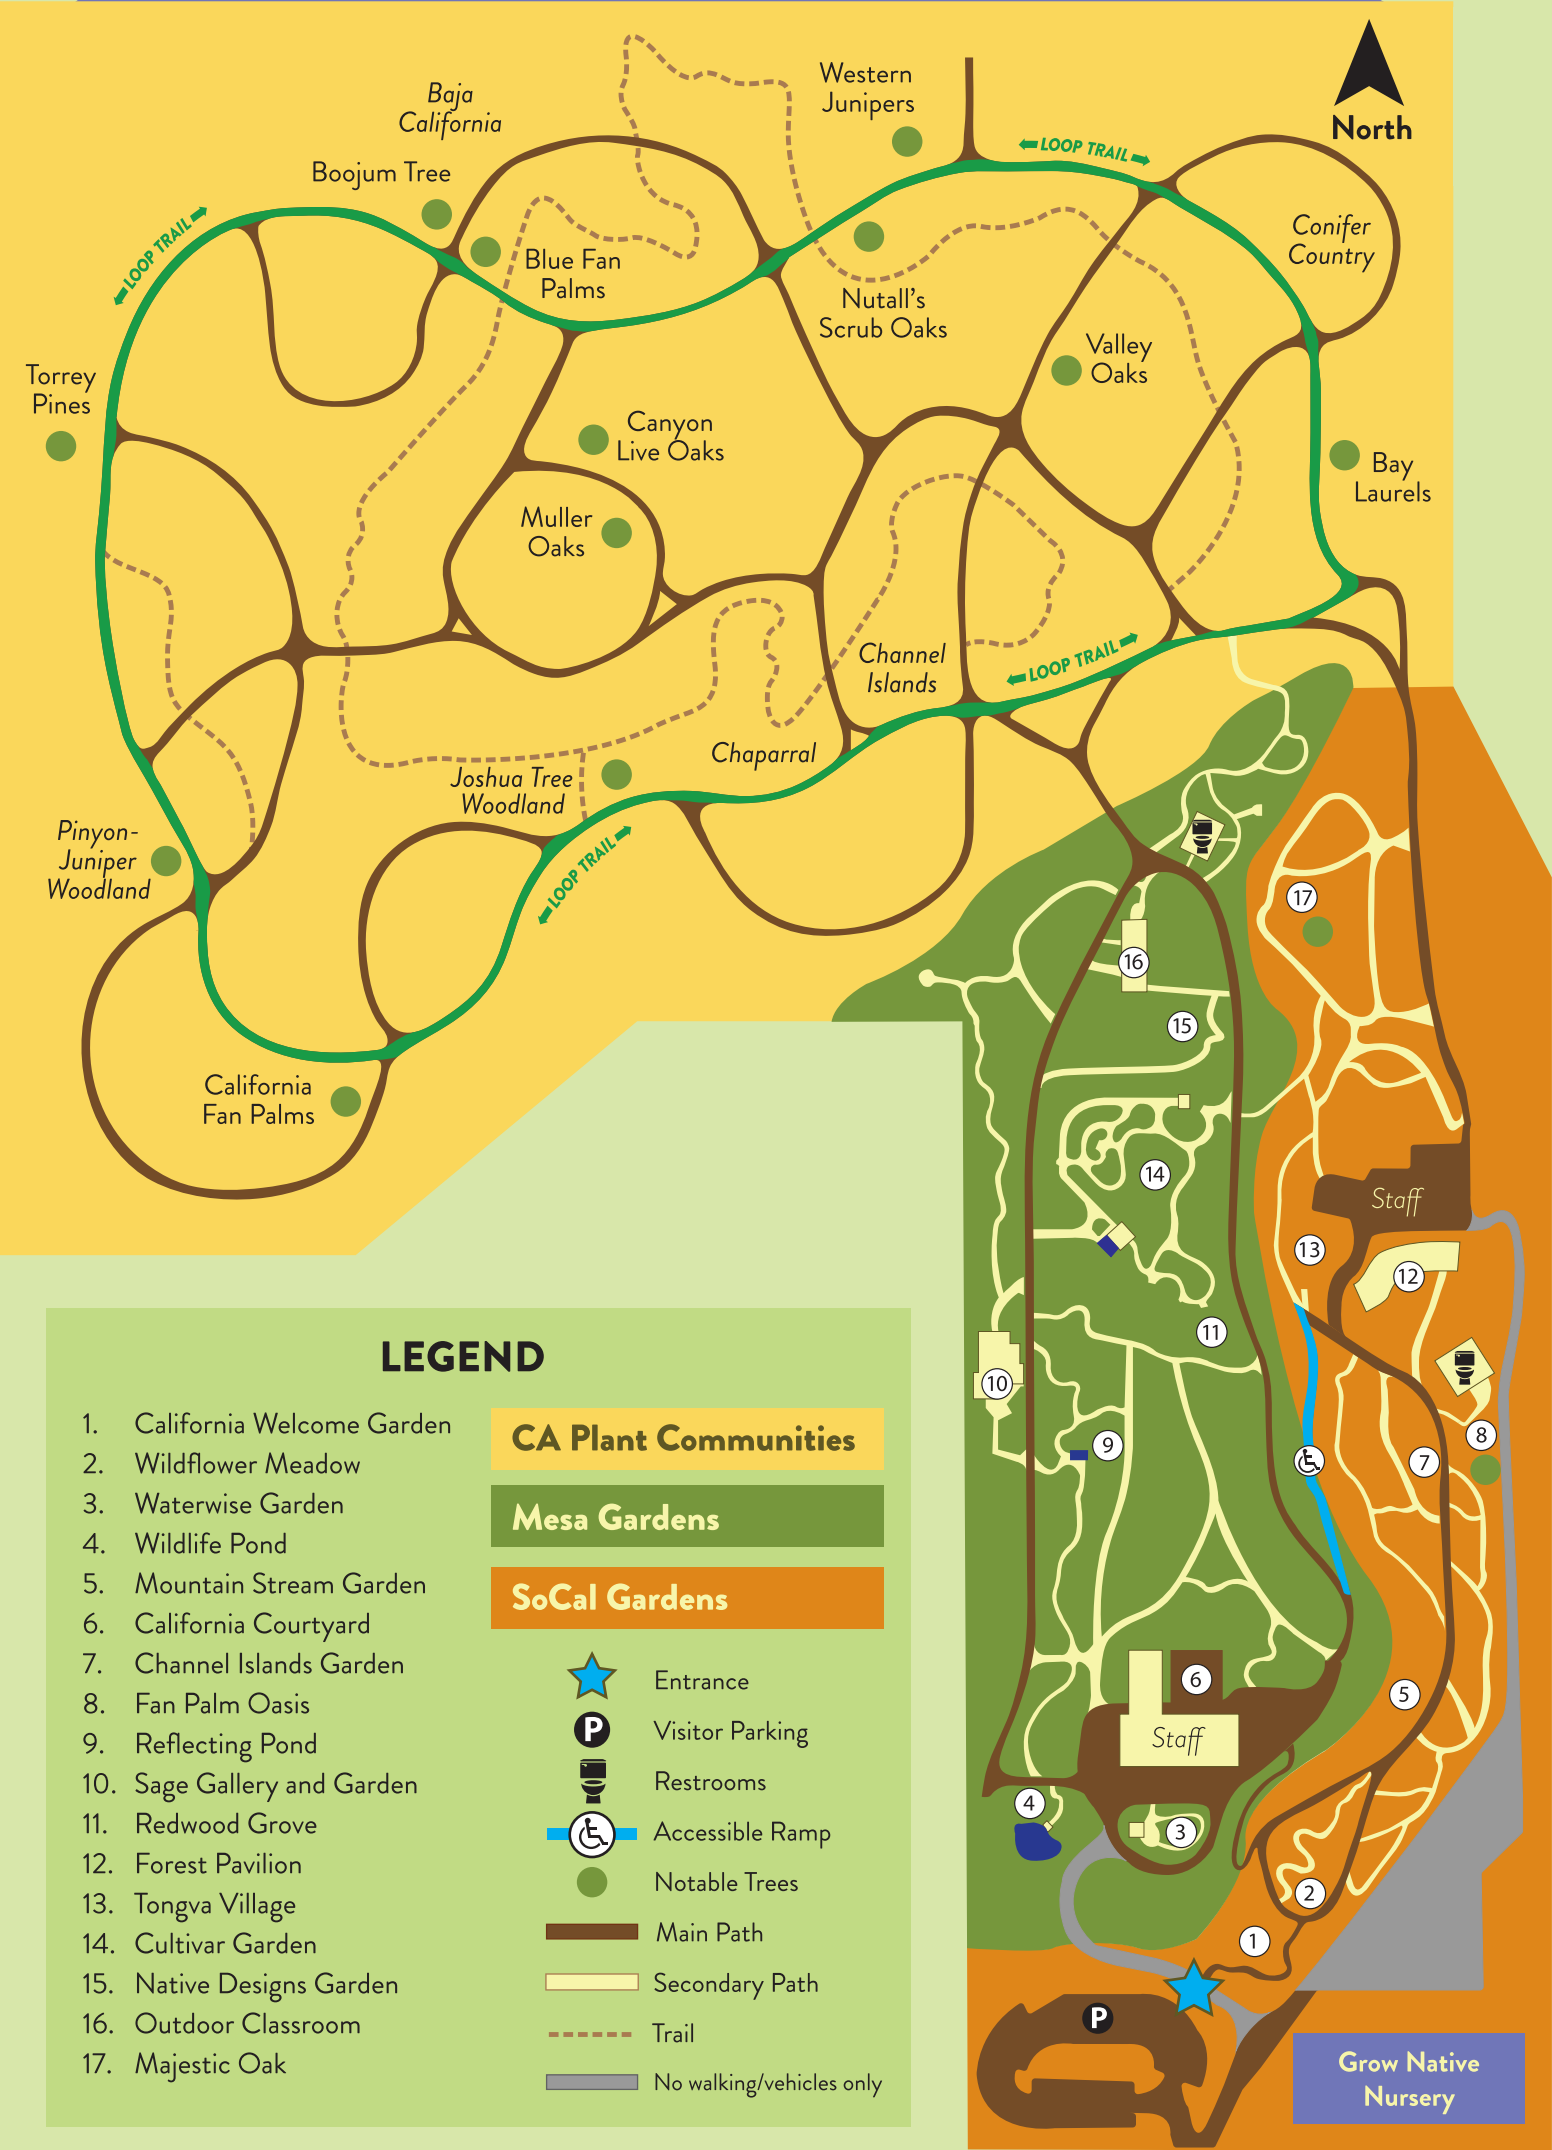 Western
Junipers
North
Baja
California
LOOP TRAIL
Boojum Tree
Conifer
Country
LOOP TRAIL
Blue Fan
Palms
Nutall's
Scrub Oaks
Valley
Oaks
Torrey
Pines
Canyon
Live Oaks
Bay
Laurels
Muller
Oaks
Channel
Islands
LOOP TRAIL
Chaparral
Joshua Tree
Woodland
Pinyon-
Juniper
Woodland
LOOP TRAIL
17
16
15
California
Fan Palms
14
Staff
13
12
11
10
9
8
7
6
5
Staff
4
3
2
1
P
Grow Native
Nursery
LEGEND
1. California Welcome Garden
2. Wildflower Meadow
3. Waterwise Garden
4. Wildlife Pond
5. Mountain Stream Garden
6. California Courtyard
7. Channel Islands Garden
8. Fan Palm Oasis
9. Reflecting Pond
10. Sage Gallery and Garden
11. Redwood Grove
12. Forest Pavilion
13. Tongva Village
14. Cultivar Garden
15. Native Designs Garden
16. Outdoor Classroom
17. Majestic Oak
CA Plant Communities
Mesa Gardens
SoCal Gardens
Entrance
P Visitor Parking
Restrooms
Accessible Ramp
Notable Trees
Main Path
Secondary Path
Trail
No walking/vehicles only